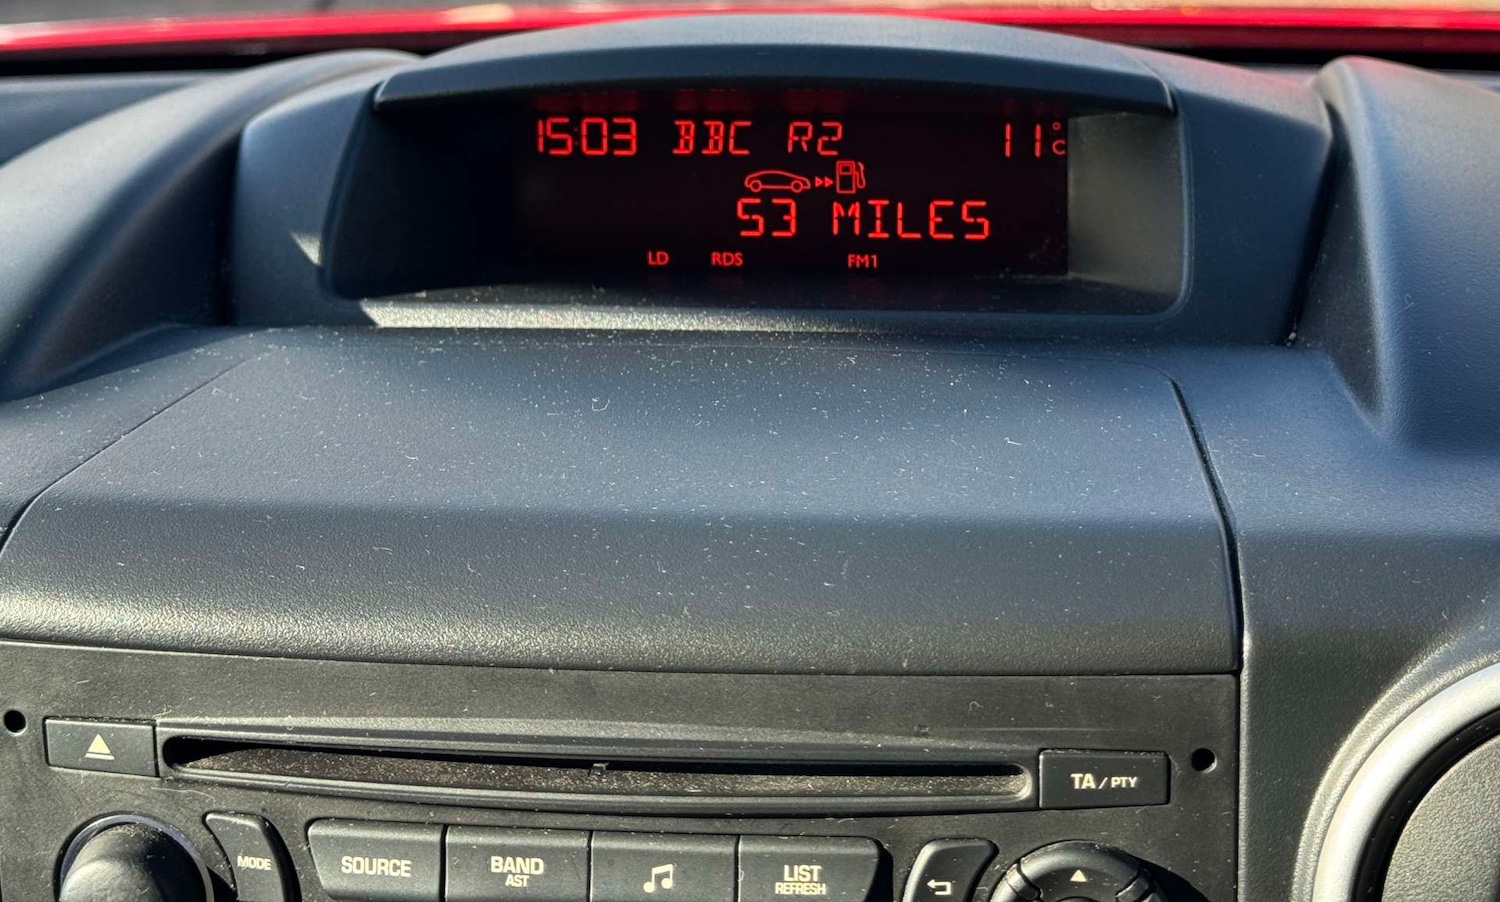 15:03 BBC R2 11°C
53 MILES
LD RDS FM1
TA / PTY
MODE SOURCE BAND LIST
AST REFRESH